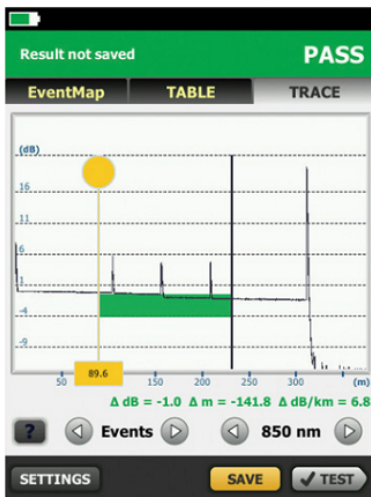 Result not saved PASS
EventMap TABLE TRACE
(dB)
16
11
6
1
-4
-9
50 89.6 150 200 250 300 (m)
Δ dB = -1.0 Δ m = -141.8 Δ dB/km = 6.8
? Events 850 nm
SETTINGS SAVE ✓ TEST